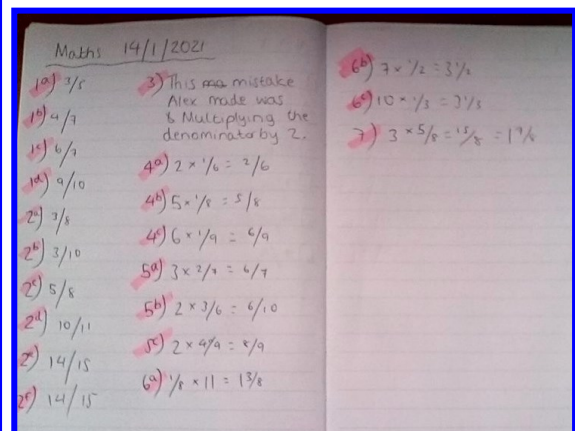 Maths 14/1/2021
1a) 3/5
1b) 4/7
1c) 6/7
1d) 9/10
2a) 3/8
2b) 3/10
2c) 5/8
2d) 10/11
2e) 14/15
2f) 14/15
3) This mistake
Alex made was
Multiplying the
denominator by 2.
4a) 2 × 1/6 = 2/6
4b) 5 × 1/8 = 5/8
4c) 6 × 1/9 = 6/9
5a) 3 × 2/7 = 6/7
5b) 2 × 3/6 = 6/10
5c) 2 × 4/9 = 8/9
6a) 1/8 × 11 = 1 3/8
6b) 7 × 1/2 = 3 1/2
6c) 10 × 1/3 = 3 1/3
7) 3 × 5/8 = 15/8 =